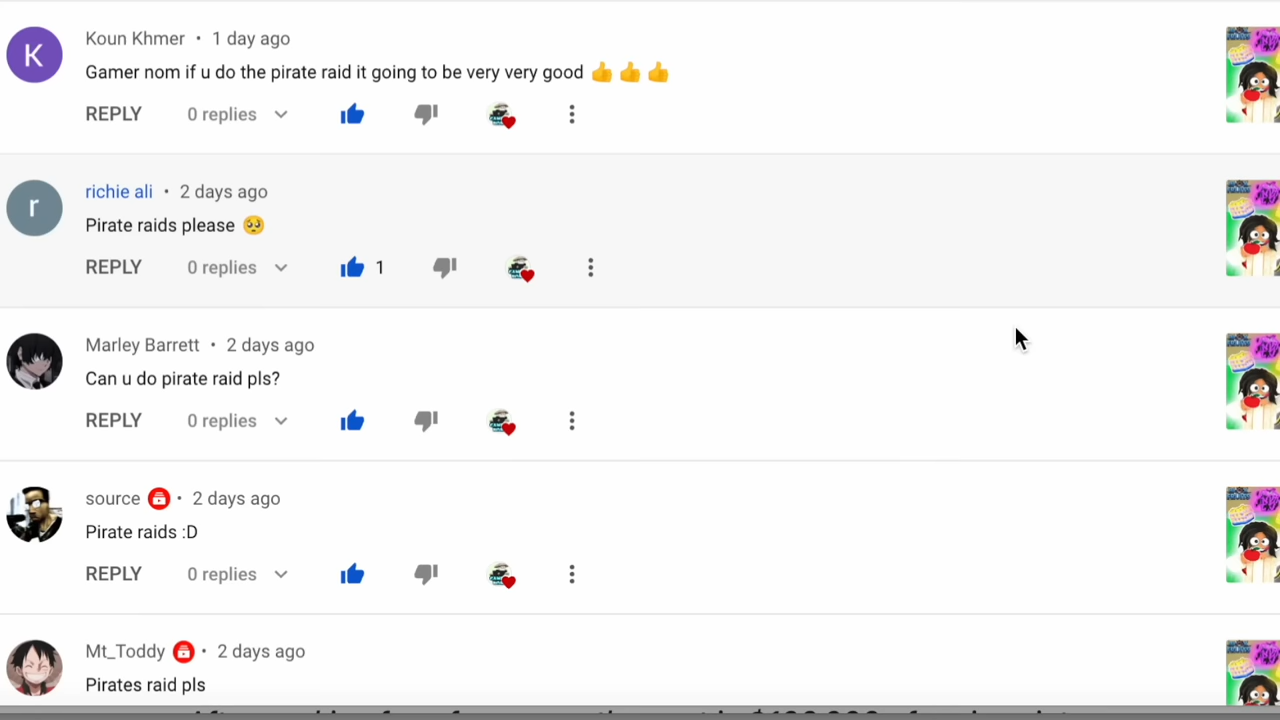 K
Koun Khmer • 1 day ago
Gamer nom if u do the pirate raid it going to be very very good 👍 👍 👍
REPLY 0 replies
r
richie ali • 2 days ago
Pirate raids please 🥺
REPLY 0 replies 1
Marley Barrett • 2 days ago
Can u do pirate raid pls?
REPLY 0 replies
source • 2 days ago
Pirate raids :D
REPLY 0 replies
Mt_Toddy • 2 days ago
Pirates raid pls